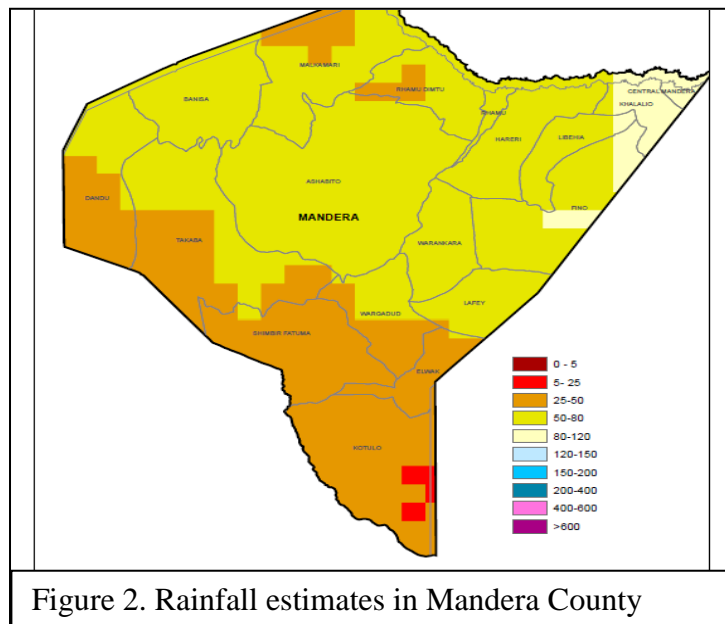 MALKAMARI
BANISA
RHAMU DIMTU
CENTRAL MANDERA
KHALALIO
RHAMU
HARERI
LIBEHIA
ASHABITO
DANDU
FINO
MANDERA
TAKABA
WARANKARA
LAFEY
WARGADUD
SHIMBIR FATUMA
ELWAK
KOTULO
0 - 5
5- 25
25-50
50-80
80-120
120-150
150-200
200-400
400-600
>600
Figure 2. Rainfall estimates in Mandera County